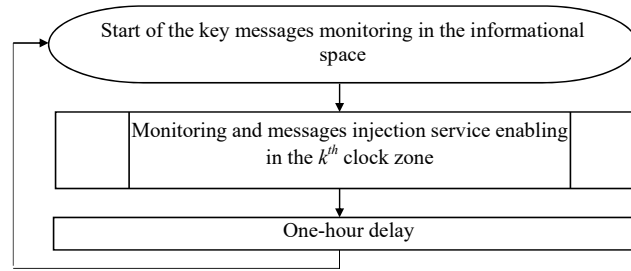 Start of the key messages monitoring in the informational
space
Monitoring and messages injection service enabling
in the kth clock zone
One-hour delay